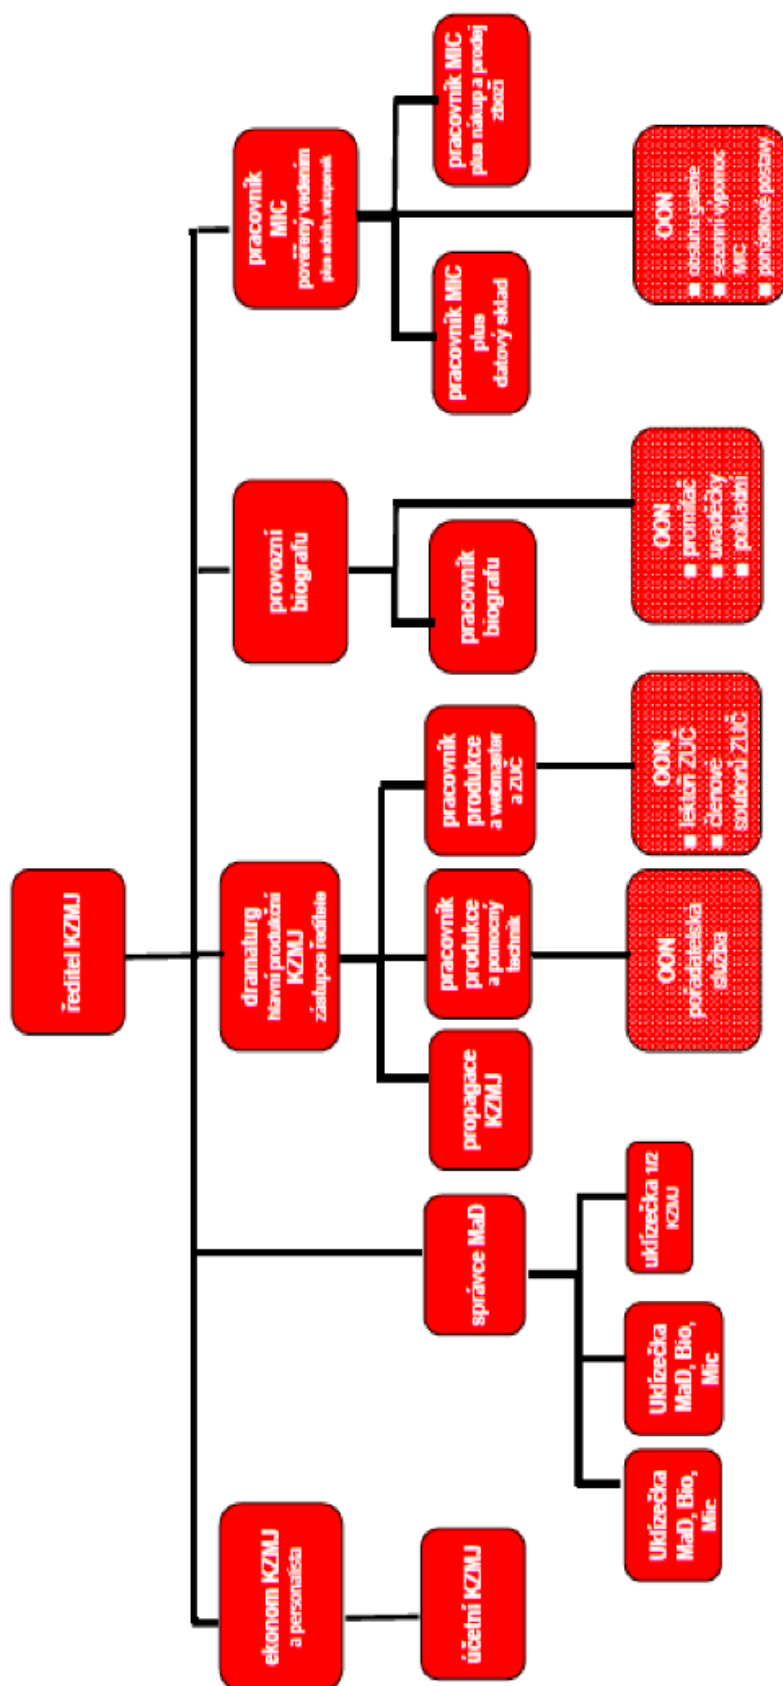 ředitel KZMJ
ekonom KZMJ
a personalista
dramaturg
hlavní produkční
KZMJ
zástupce ředitele
provozní
biografu
pracovník
MIC
pověřený vedením
plus admin.vstupenek
účetní KZMJ
správce MaD
propagace
KZMJ
pracovník
produkce
a pomocný
technik
pracovník
produkce
a webmaster
a ZUČ
pracovník
biografu
pracovník MIC
plus
datový sklad
pracovník MIC
plus nákup a prodej
zboží
Uklízečka
MaD, Bio,
Mic
Uklízečka
MaD, Bio,
Mic
uklízečka 1/2
KZMJ
OON
pořadatelská
služba
OON
■ lektoři ZUČ
■ členové
souborů ZUČ
OON
■ promítač
■ uvaděčky
■ pokladní
OON
■ obsluha galerie
■ sezonní výpomoc
MIC
■ pohádkové postavy